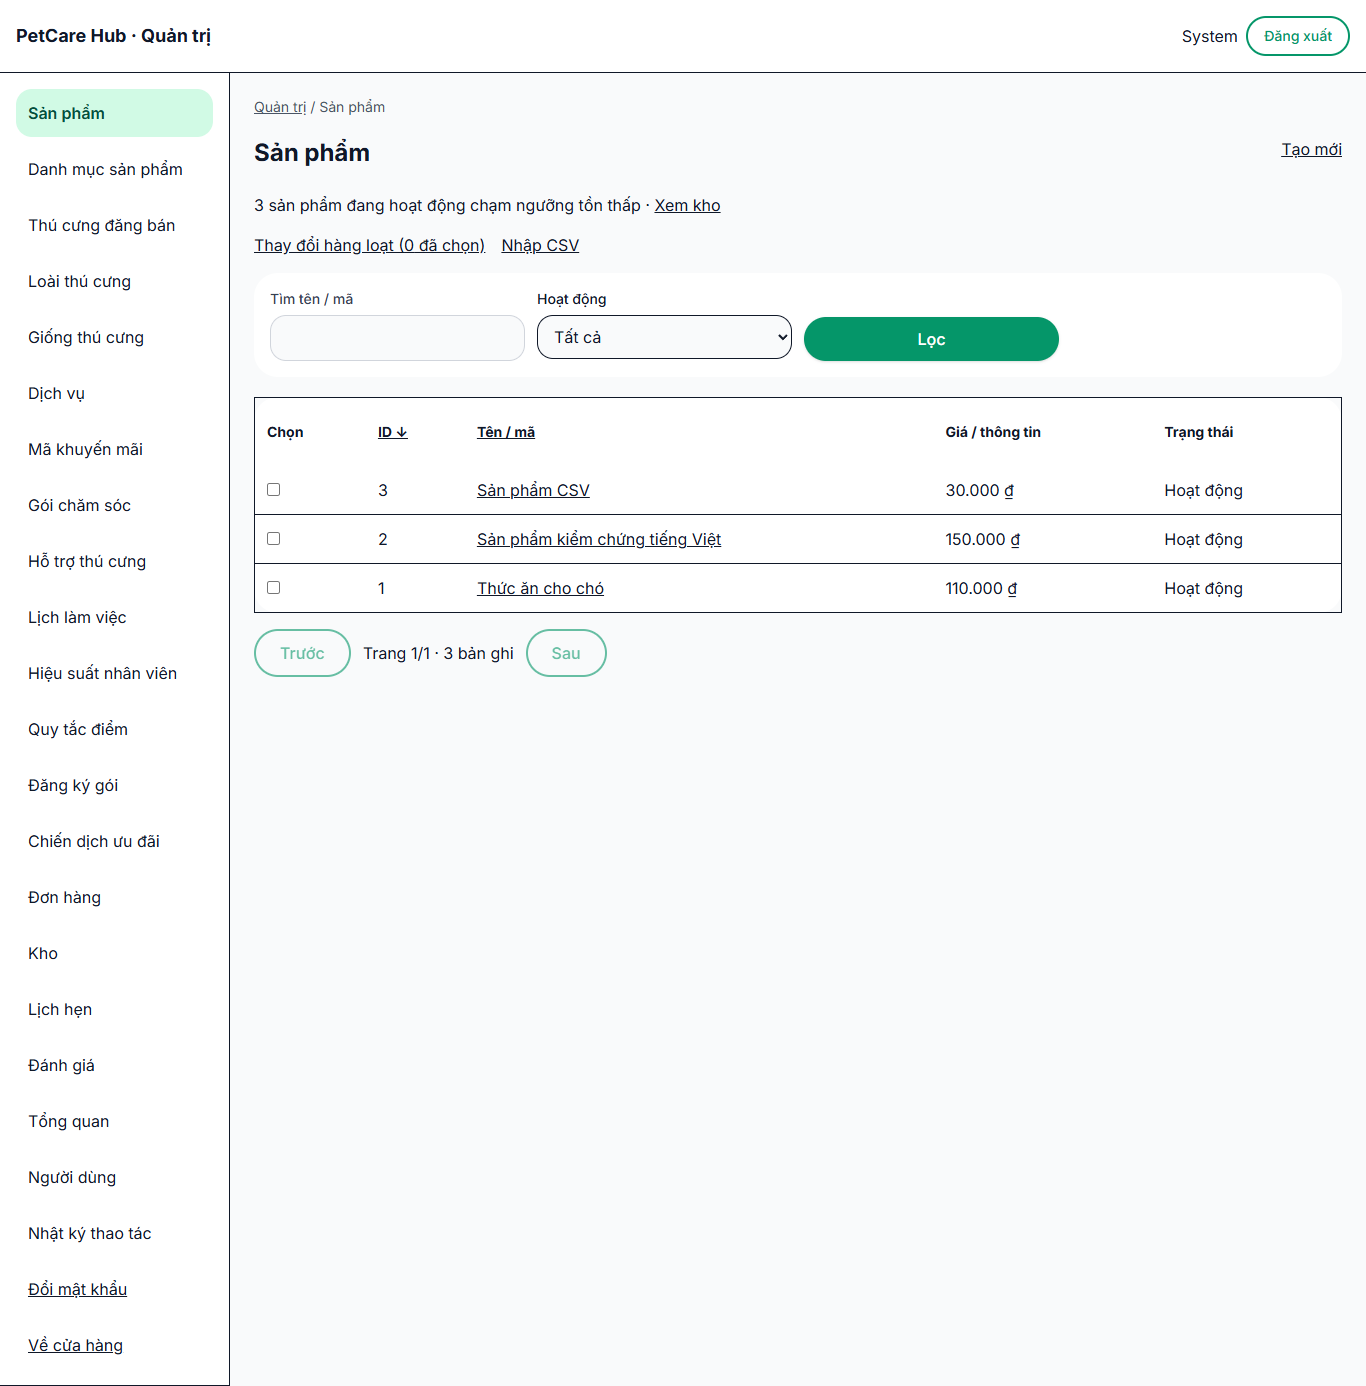 PetCare Hub · Quản trị
System
Đăng xuất
Sản phẩm
Danh mục sản phẩm
Thú cưng đăng bán
Loài thú cưng
Giống thú cưng
Dịch vụ
Mã khuyến mãi
Gói chăm sóc
Hỗ trợ thú cưng
Lịch làm việc
Hiệu suất nhân viên
Quy tắc điểm
Đăng ký gói
Chiến dịch ưu đãi
Đơn hàng
Kho
Lịch hẹn
Đánh giá
Tổng quan
Người dùng
Nhật ký thao tác
Đổi mật khẩu
Về cửa hàng
Quản trị / Sản phẩm
Sản phẩm
Tạo mới
3 sản phẩm đang hoạt động chạm ngưỡng tồn thấp · Xem kho
Thay đổi hàng loạt (0 đã chọn) Nhập CSV
Tìm tên / mã
Hoạt động
Tất cả
Lọc
Chọn ID ↓ Tên / mã Giá / thông tin Trạng thái
3 Sản phẩm CSV 30.000 ₫ Hoạt động
2 Sản phẩm kiểm chứng tiếng Việt 150.000 ₫ Hoạt động
1 Thức ăn cho chó 110.000 ₫ Hoạt động
Trước Trang 1/1 · 3 bản ghi Sau